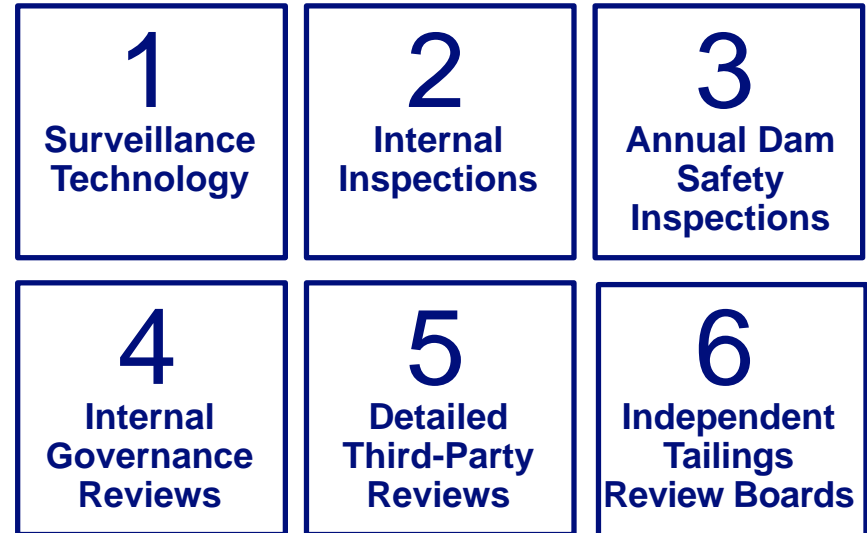 1
Surveillance
Technology
2
Internal
Inspections
3
Annual Dam
Safety
Inspections
4
Internal
Governance
Reviews
5
Detailed
Third-Party
Reviews
6
Independent
Tailings
Review Boards